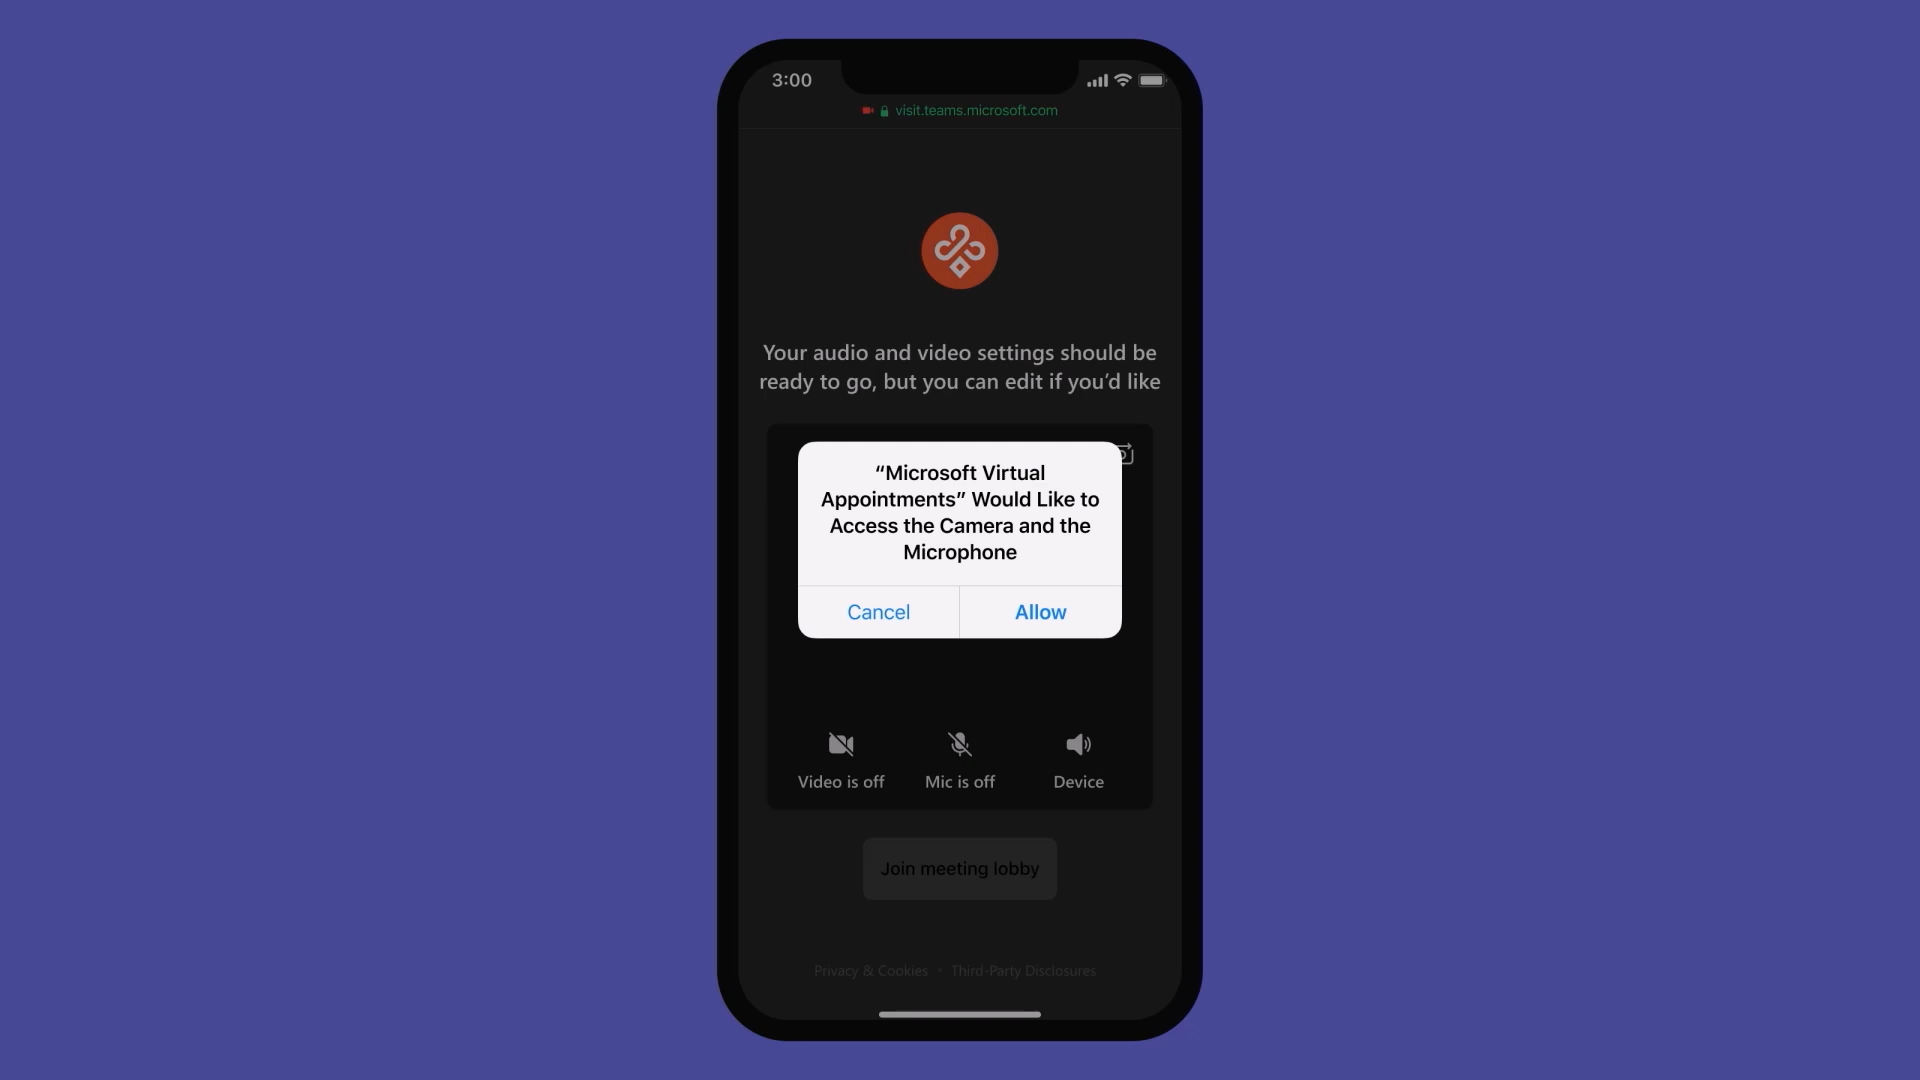 3:00
visit.teams.microsoft.com
Your audio and video settings should be
ready to go, but you can edit if you’d like
“Microsoft Virtual
Appointments” Would Like to
Access the Camera and the
Microphone
Cancel
Allow
Video is off
Mic is off
Device
Join meeting lobby
Privacy & Cookies • Third-Party Disclosures